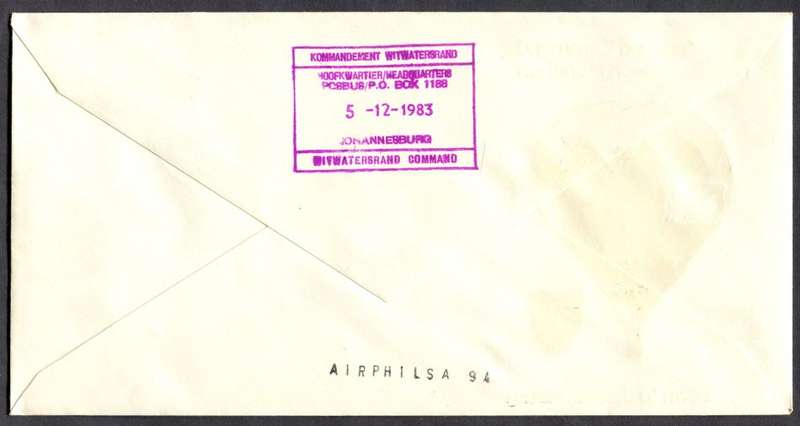 KOMMANDEMENT WITWATERSRAND
HOOFKWARTIER/HEADQUARTERS
POSBUS/P.O. BOX 1188
5 -12-1983
JOHANNESBURG
WITWATERSRAND COMMAND
AIRPHILSA 94